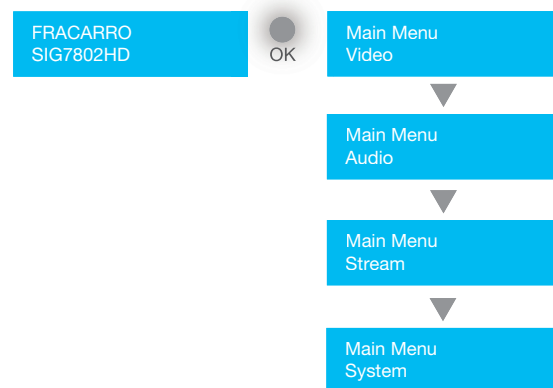 FRACARRO
SIG7802HD
OK
Main Menu
Video
Main Menu
Audio
Main Menu
Stream
Main Menu
System